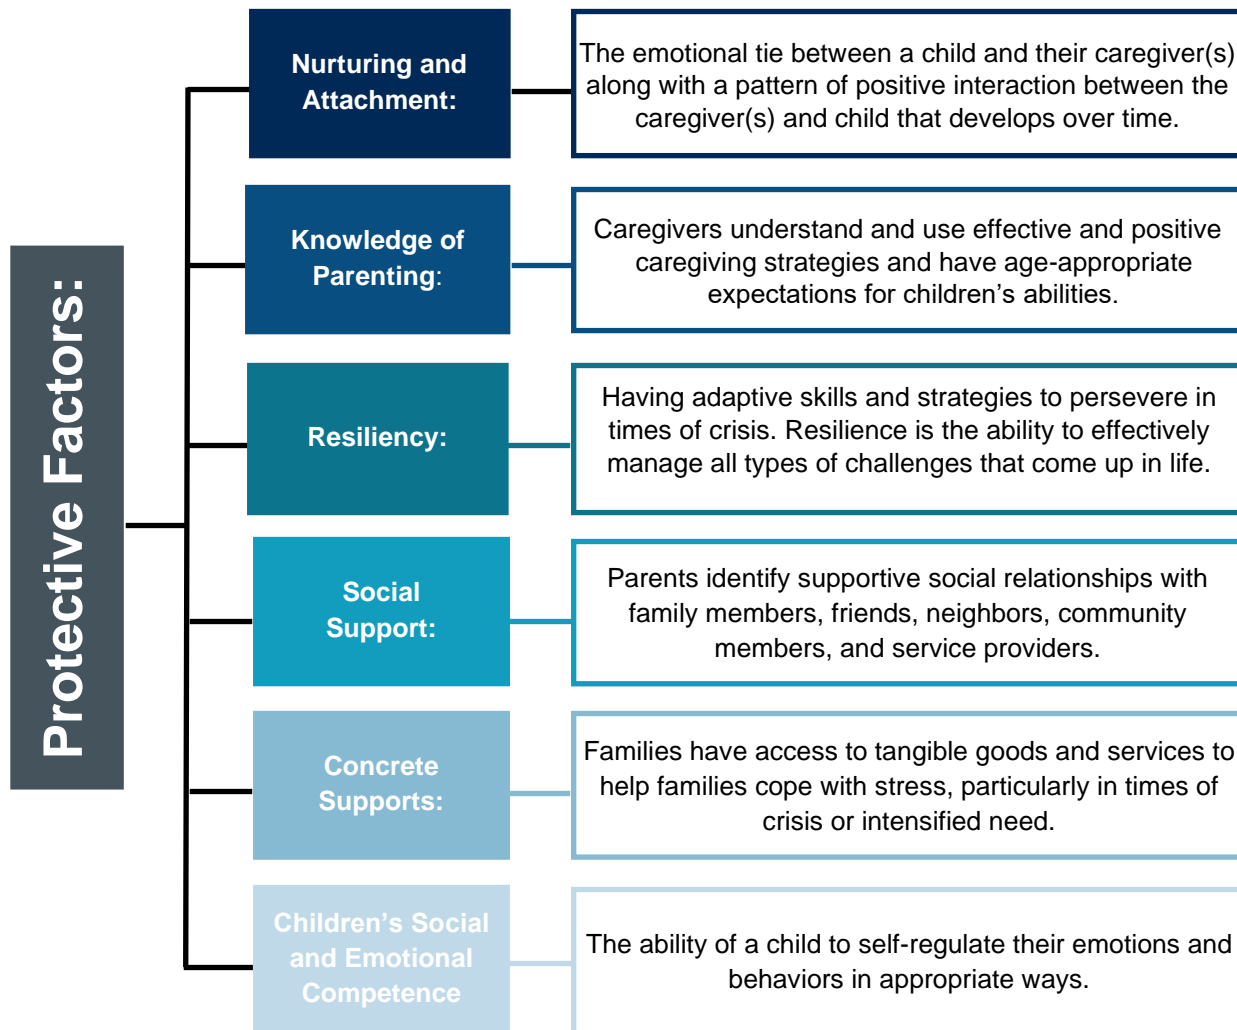 Protective Factors:
Nurturing and
Attachment:
The emotional tie between a child and their caregiver(s)
along with a pattern of positive interaction between the
caregiver(s) and child that develops over time.
Knowledge of
Parenting:
Caregivers understand and use effective and positive
caregiving strategies and have age-appropriate
expectations for children’s abilities.
Resiliency:
Having adaptive skills and strategies to persevere in
times of crisis. Resilience is the ability to effectively
manage all types of challenges that come up in life.
Social
Support:
Parents identify supportive social relationships with
family members, friends, neighbors, community
members, and service providers.
Concrete
Supports:
Families have access to tangible goods and services to
help families cope with stress, particularly in times of
crisis or intensified need.
Children’s Social
and Emotional
Competence
The ability of a child to self-regulate their emotions and
behaviors in appropriate ways.